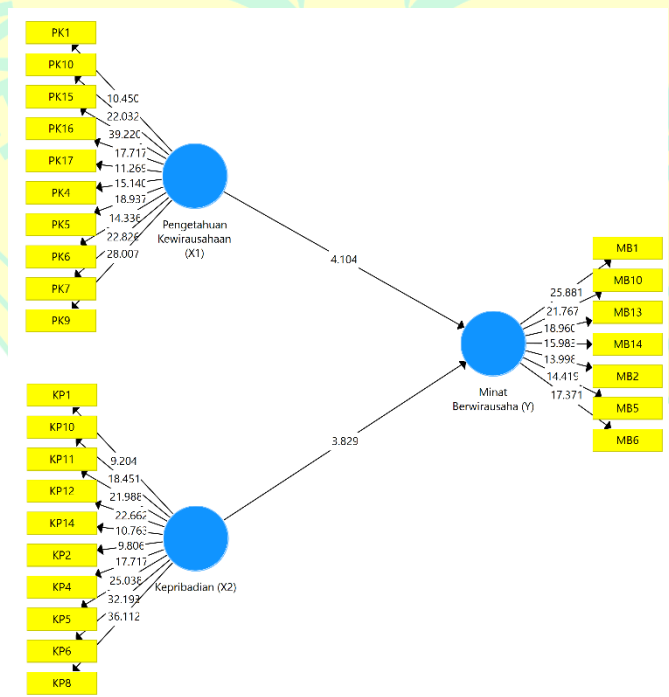 PK1
PK10
PK15
PK16
PK17
PK4
PK5
PK6
PK7
PK9
10.450
22.032
39.220
17.717
11.269
15.140
18.937
14.336
22.826
28.007
Pengetahuan
Kewirausahaan
(X1)
4.104
KP1
KP10
KP11
KP12
KP14
KP2
KP4
KP5
KP6
KP8
9.204
18.451
21.988
22.662
10.763
9.806
17.717
25.038
32.193
36.112
Kepribadian (X2)
3.829
Minat
Berwirausaha (Y)
25.881
21.767
18.960
15.983
13.998
14.419
17.371
MB1
MB10
MB13
MB14
MB2
MB5
MB6